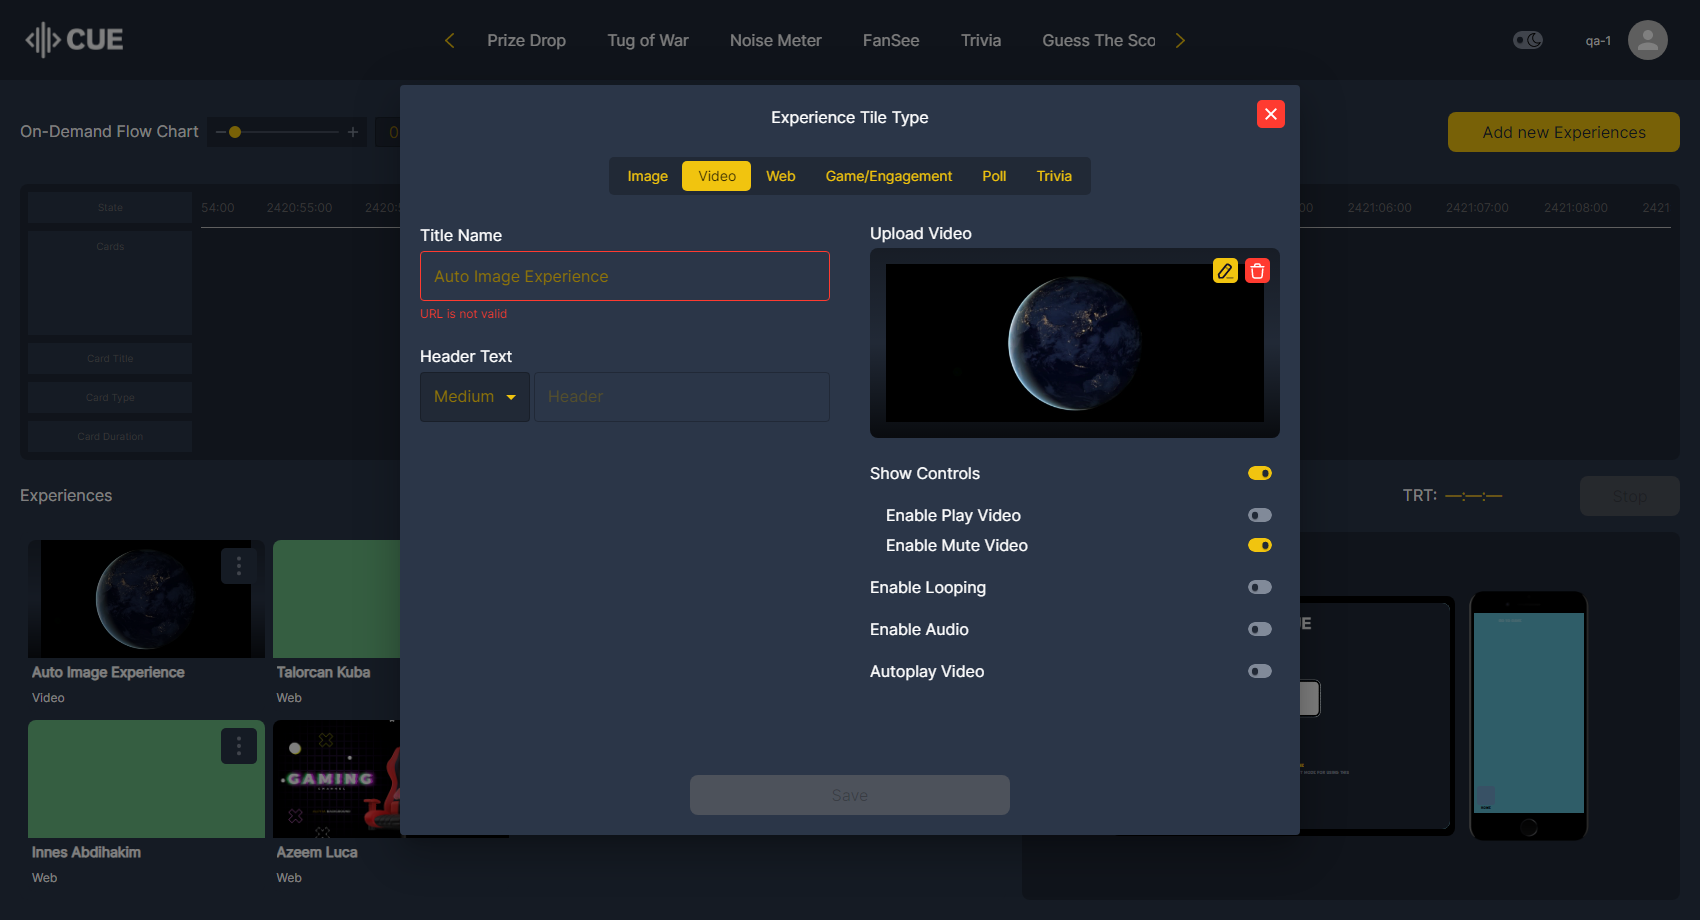 CUE
Prize Drop
Tug of War
Noise Meter
FanSee
Trivia
Guess The Sco
qa-1
On-Demand Flow Chart
0
Add new Experiences
Experience Tile Type
Image
Video
Web
Game/Engagement
Poll
Trivia
State
54:00
2420:55:00
2420:5
00
2421:06:00
2421:07:00
2421:08:00
2421
Cards
Card Title
Card Type
Card Duration
Title Name
Auto Image Experience
URL is not valid
Header Text
Medium
Header
Upload Video
Show Controls
Enable Play Video
Enable Mute Video
Enable Looping
Enable Audio
Autoplay Video
Save
Experiences
TRT: —:—:—
Stop
Auto Image Experience
Video
Talorcan Kuba
Web
GAMING
Innes Abdihakim
Web
Azeem Luca
Web
UE